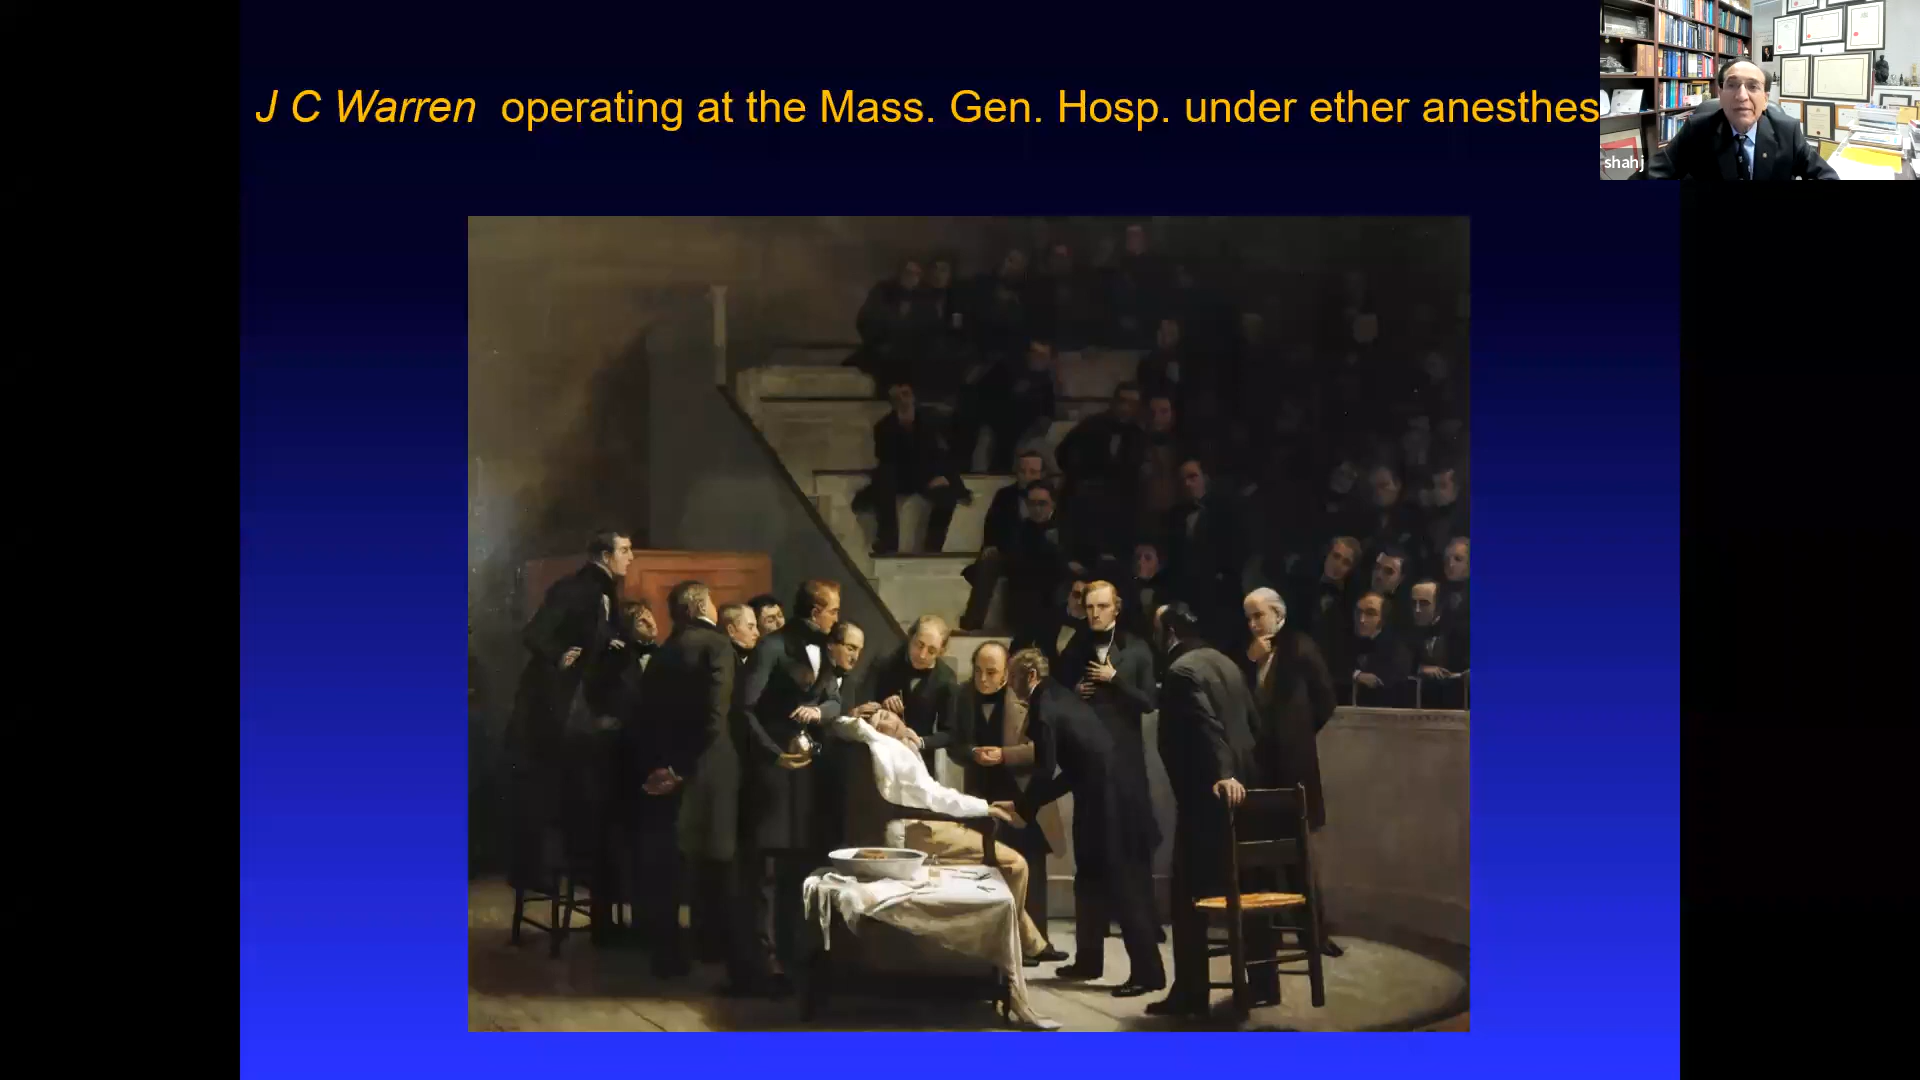 J C Warren operating at the Mass. Gen. Hosp. under ether anesthes
shahj